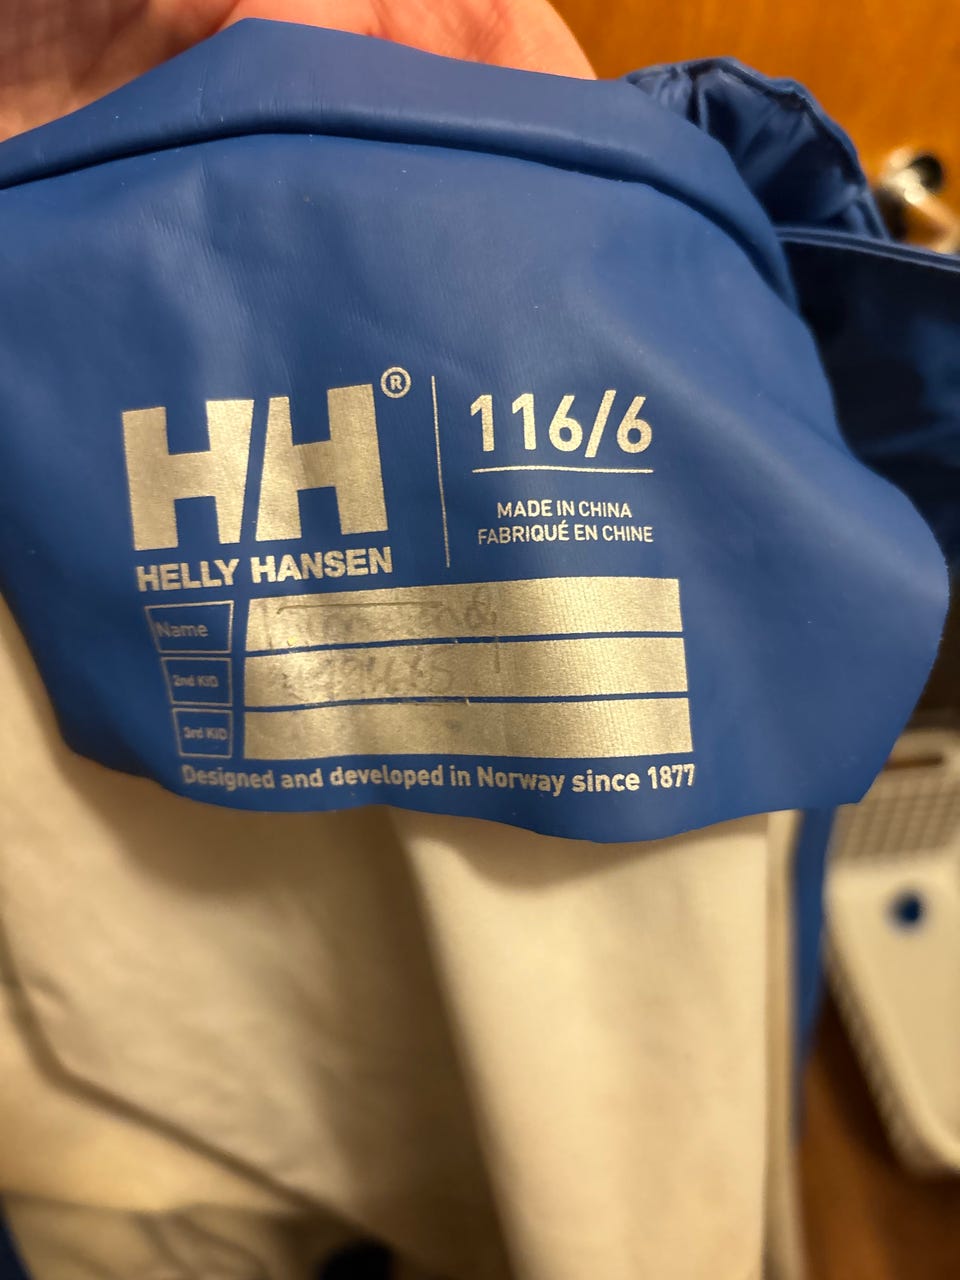 HH®
HELLY HANSEN
116/6
MADE IN CHINA
FABRIQUÉ EN CHINE
Name
2nd KID
3rd KID
Designed and developed in Norway since 1877